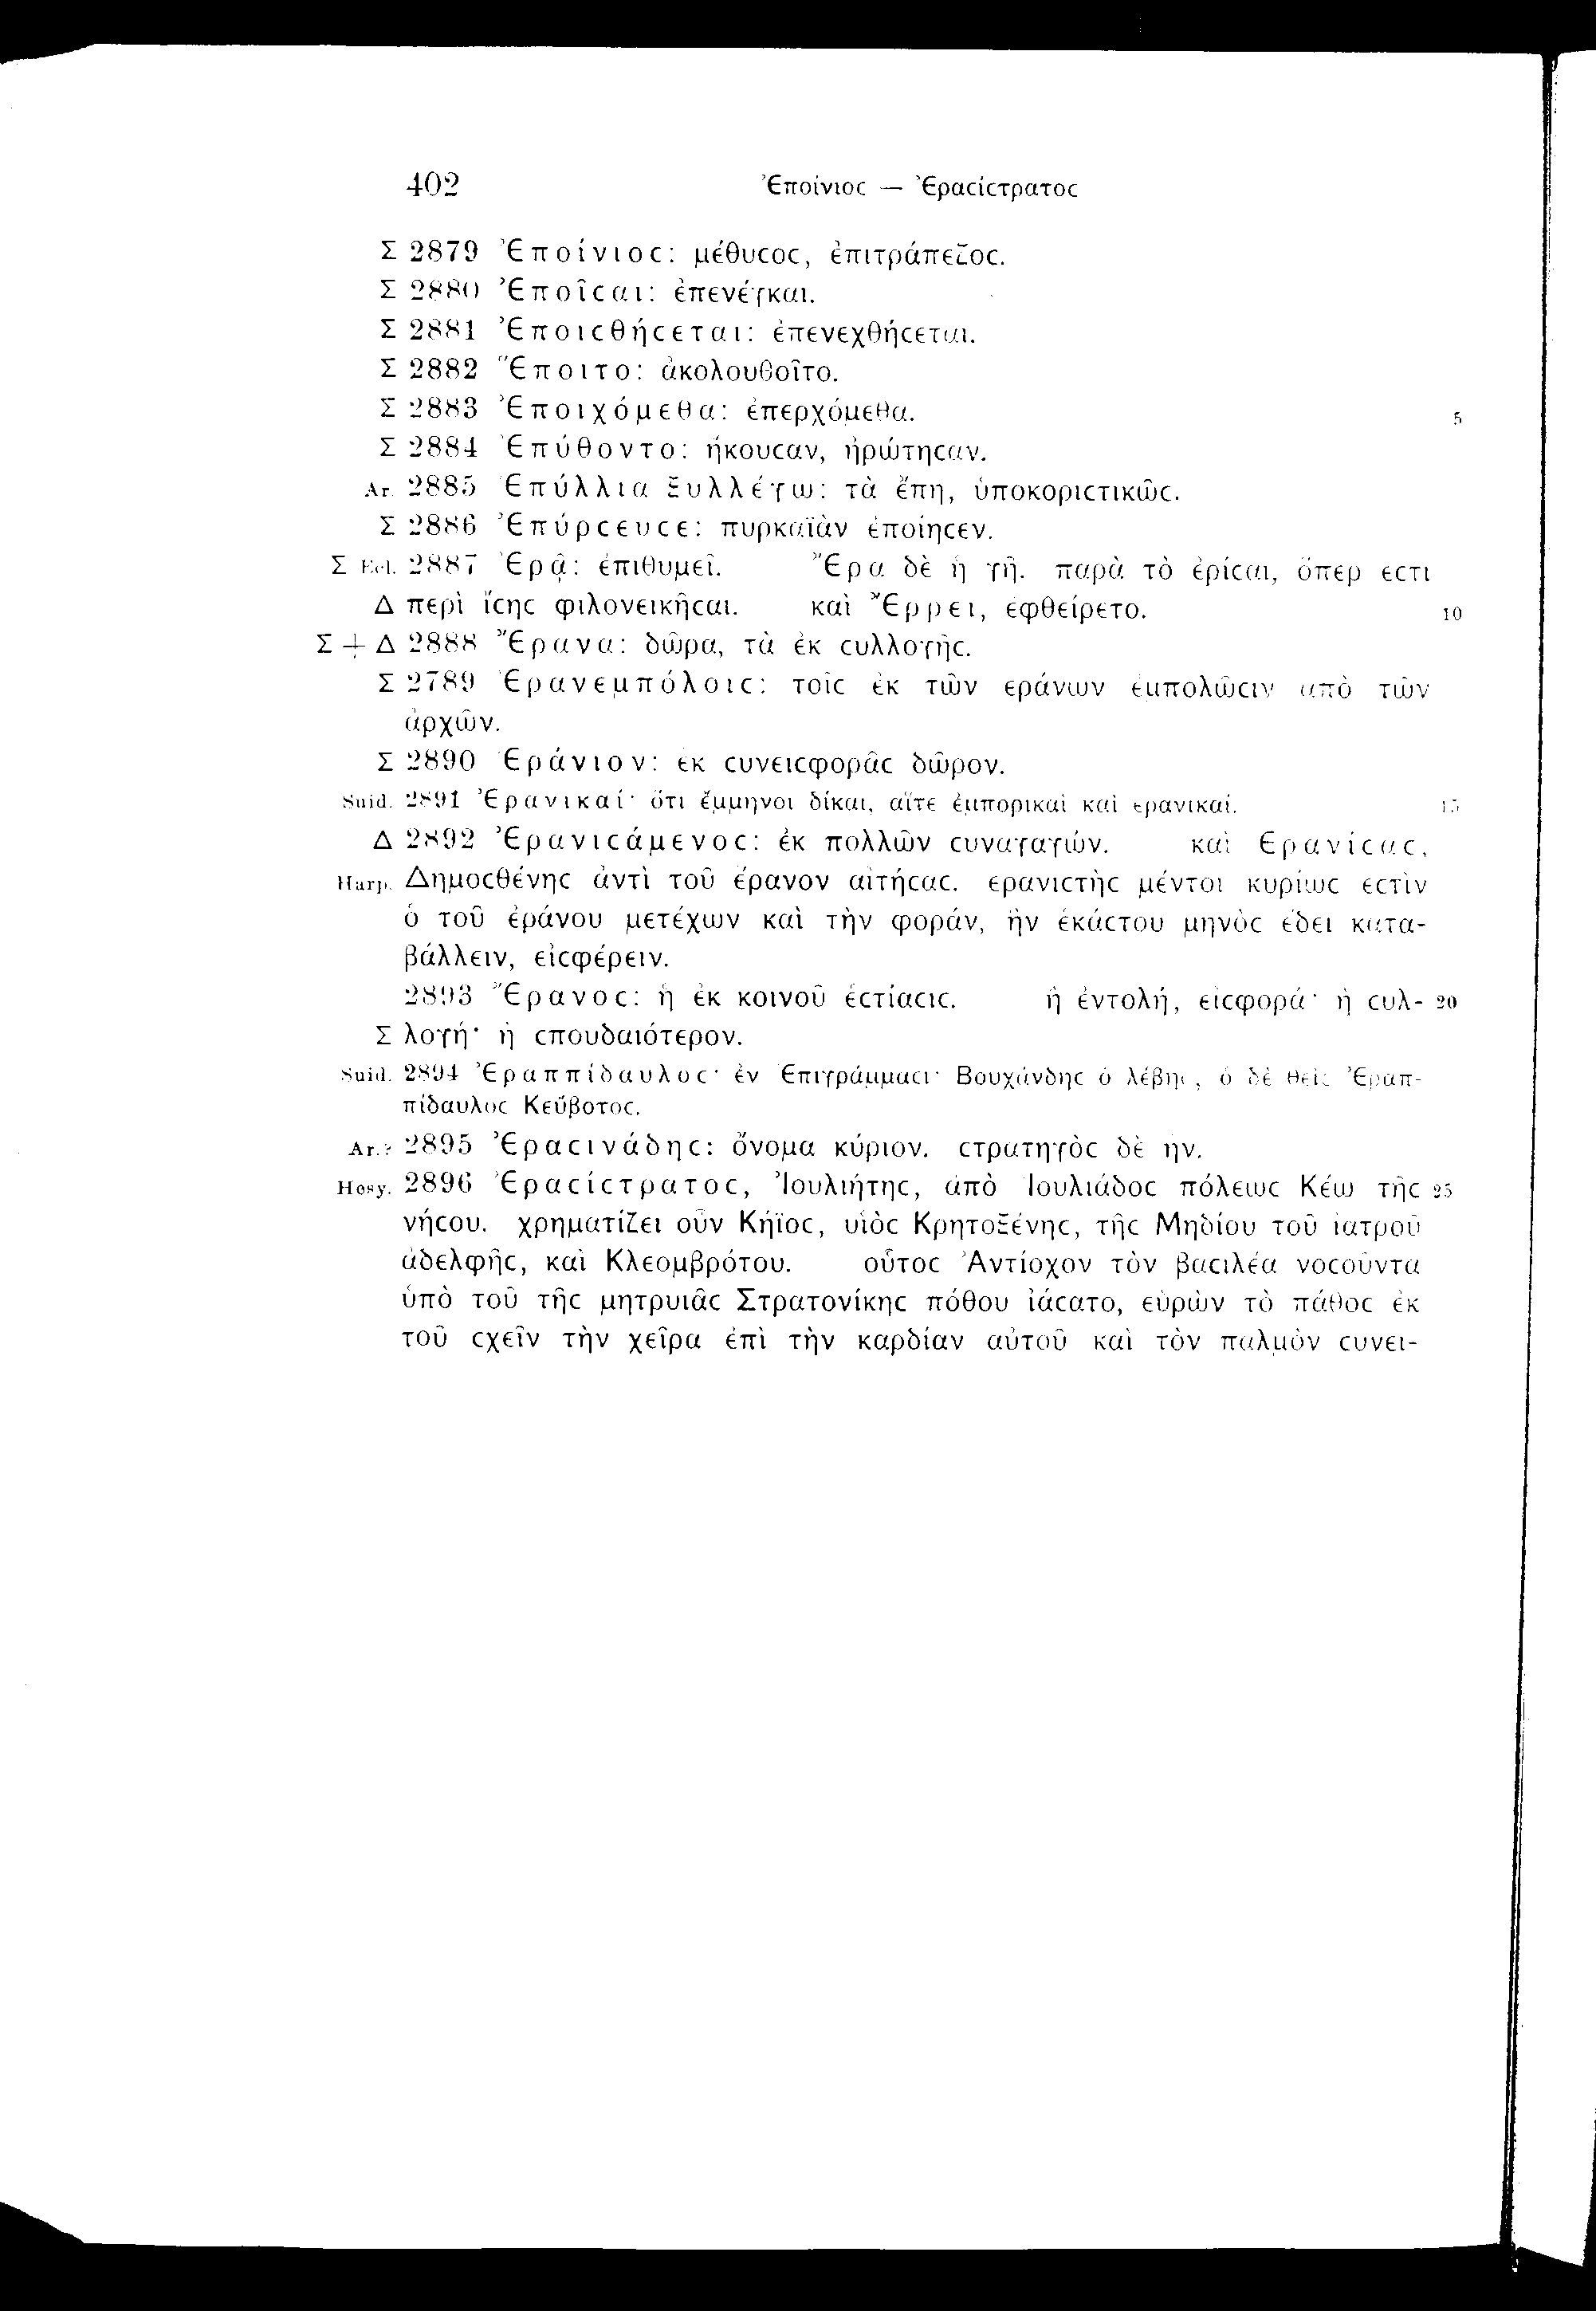 402 Ἐποίνιοϲ — Ἐραϲίϲτρατοϲ
Σ 2879 Ἐποίνιοϲ: μέθυϲοϲ, ἐπιτράπεζοϲ.
Σ 2880 Ἐποῖϲαι: ἐπενέγκαι.
Σ 2881 Ἐποιϲθήϲεται: ἐπενεχθήϲεται.
Σ 2882 Ἕποιτο: ἀκολουθοῖτο.
Σ 2883 Ἐποιχόμεθα: ἐπερχόμεθα. 5
Σ 2884 Ἐπύθοντο: ἤκουϲαν, ἠρώτηϲαν.
Ar. 2885 Ἐπύλλια ξυλλέγω: τὰ ἔπη, ὑποκοριϲτικῶϲ.
Σ 2886 Ἐπύρϲευϲε: πυρκαϊὰν ἐποίηϲεν.
Σ Ecl. 2887 Ἐρᾷ: ἐπιθυμεῖ. Ἔρα δὲ ἡ γῆ. παρὰ τὸ ἐρίϲαι, ὅπερ ἐϲτι
Δ περὶ ἴϲηϲ φιλονεικῆϲαι. καὶ Ἔρρει, ἐφθείρετο. 10
Σ + Δ 2888 Ἔρανα: δῶρα, τὰ ἐκ ϲυλλογῆϲ.
Σ 2789 Ἐρανεμπόλοιϲ: τοῖϲ ἐκ τῶν ἐράνων ἐμπολῶϲιν ἀπὸ τῶν
ἀρχῶν.
Σ 2890 Ἐράνιον: ἐκ ϲυνειϲφορᾶϲ δῶρον.
Suid. 2891 Ἐρανικαί· ὅτι ἔμμηνοι δίκαι, αἵτε ἐμπορικαὶ καὶ ἐρανικαί. 15
Δ 2892 Ἐρανιϲάμενοϲ: ἐκ πολλῶν ϲυναγαγών. καὶ Ἐρανίϲαϲ,
Harp. Δημοϲθένηϲ ἀντὶ τοῦ ἔρανον αἰτήϲαϲ. ἐρανιϲτὴϲ μέντοι κυρίωϲ ἐϲτὶν
ὁ τοῦ ἐράνου μετέχων καὶ τὴν φοράν, ἣν ἑκάϲτου μηνὸϲ ἔδει κατα-
βάλλειν, εἰϲφέρειν.
2893 Ἔρανοϲ: ἡ ἐκ κοινοῦ ἑϲτίαϲιϲ. ἢ ἐντολή, εἰϲφορά· ἢ ϲυλ- 20
Σ λογή· ἢ ϲπουδαιότερον.
Suid. 2894 Ἐραππίδαυλοϲ· ἐν Ἐπιγράμμαϲι· Βουχάνδηϲ ὁ λέβηϲ, ὁ δὲ θεὶϲ Ἐραπ-
πίδαυλοϲ Κεύβοτοϲ.
Ar.? 2895 Ἐραϲινάδηϲ: ὄνομα κύριον. ϲτρατηγὸϲ δὲ ἦν.
Hesy. 2896 Ἐραϲίϲτρατοϲ, Ἰουλιήτηϲ, ἀπὸ Ἰουλιάδοϲ πόλεωϲ Κέω τῆϲ 25
νήϲου. χρηματίζει οὖν Κήϊοϲ, υἱὸϲ Κρητοξένηϲ, τῆϲ Μηδίου τοῦ ἰατροῦ
ἀδελφῆϲ, καὶ Κλεομβρότου. οὗτοϲ Ἀντίοχον τὸν βαϲιλέα νοϲοῦντα
ὑπὸ τοῦ τῆϲ μητρυιᾶϲ Στρατονίκηϲ πόθου ἰάϲατο, εὑρὼν τὸ πάθοϲ ἐκ
τοῦ ϲχεῖν τὴν χεῖρα ἐπὶ τὴν καρδίαν αὐτοῦ καὶ τὸν παλμὸν ϲυνει-